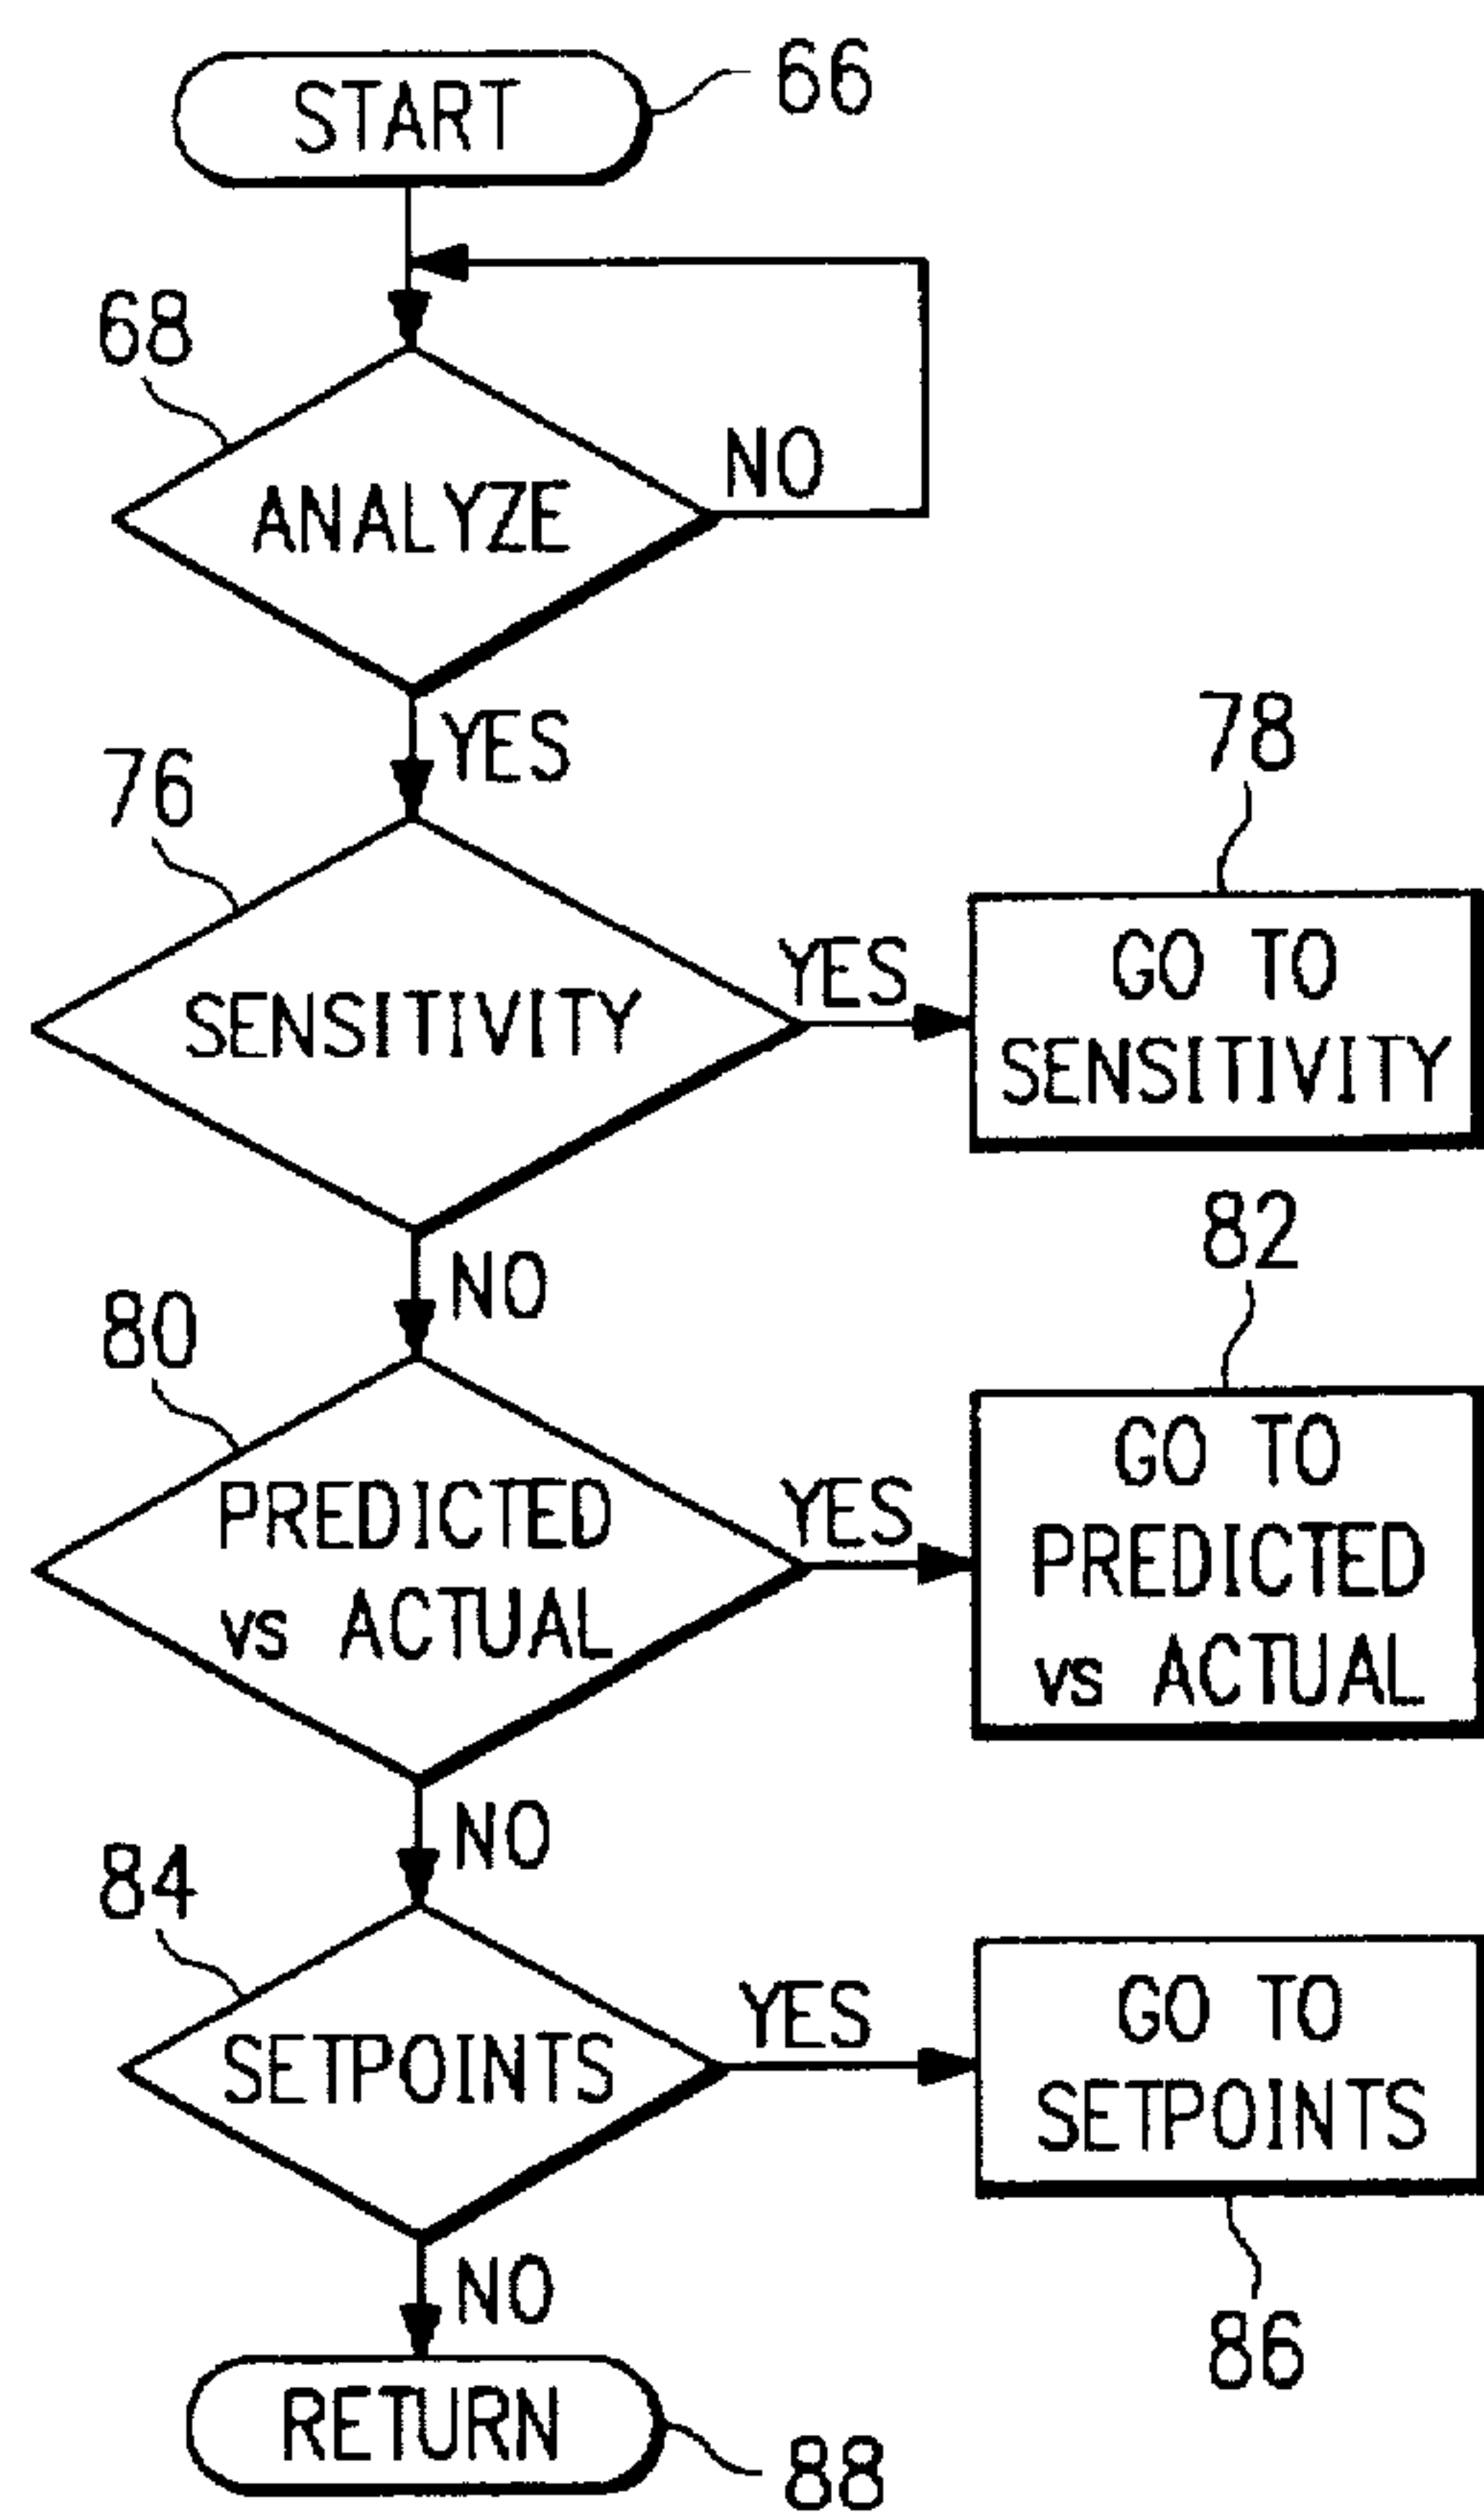 START
66
68
ANALYZE
NO
YES
76
SENSITIVITY
YES
78
GO TO
SENSITIVITY
NO
80
PREDICTED
vs ACTUAL
YES
82
GO TO
PREDICTED
vs ACTUAL
NO
84
SETPOINTS
YES
GO TO
SETPOINTS
86
NO
RETURN
88